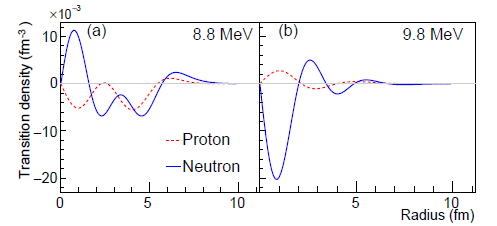 ×10⁻³
(a)
8.8 MeV
(b)
9.8 MeV
Transition density (fm⁻³)
10
0
−10
−20
Proton
Neutron
0
5
10
5
10
Radius (fm)